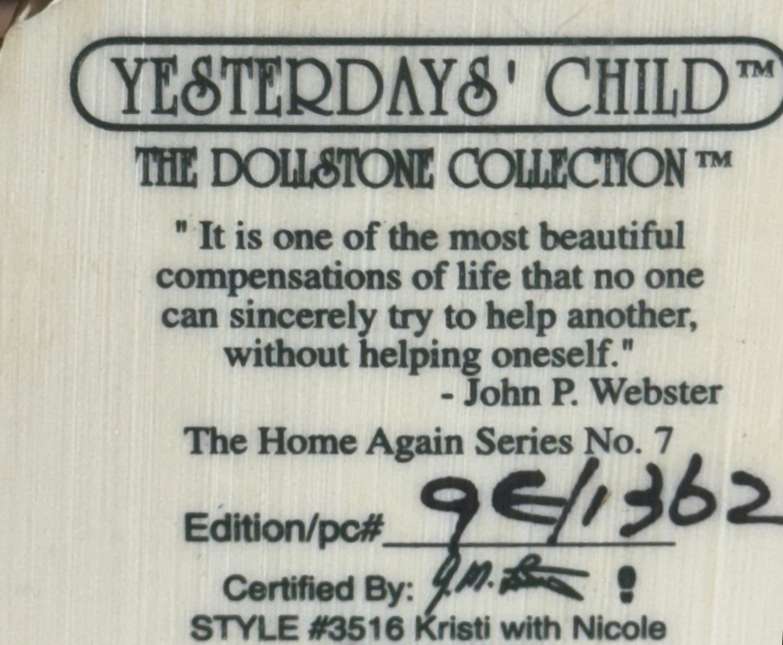 YESTERDAYS' CHILD™
THE DOLLSTONE COLLECTION™
" It is one of the most beautiful
compensations of life that no one
can sincerely try to help another,
without helping oneself."
- John P. Webster
The Home Again Series No. 7
Edition/pc# 9E/1362
Certified By:
STYLE #3516 Kristi with Nicole